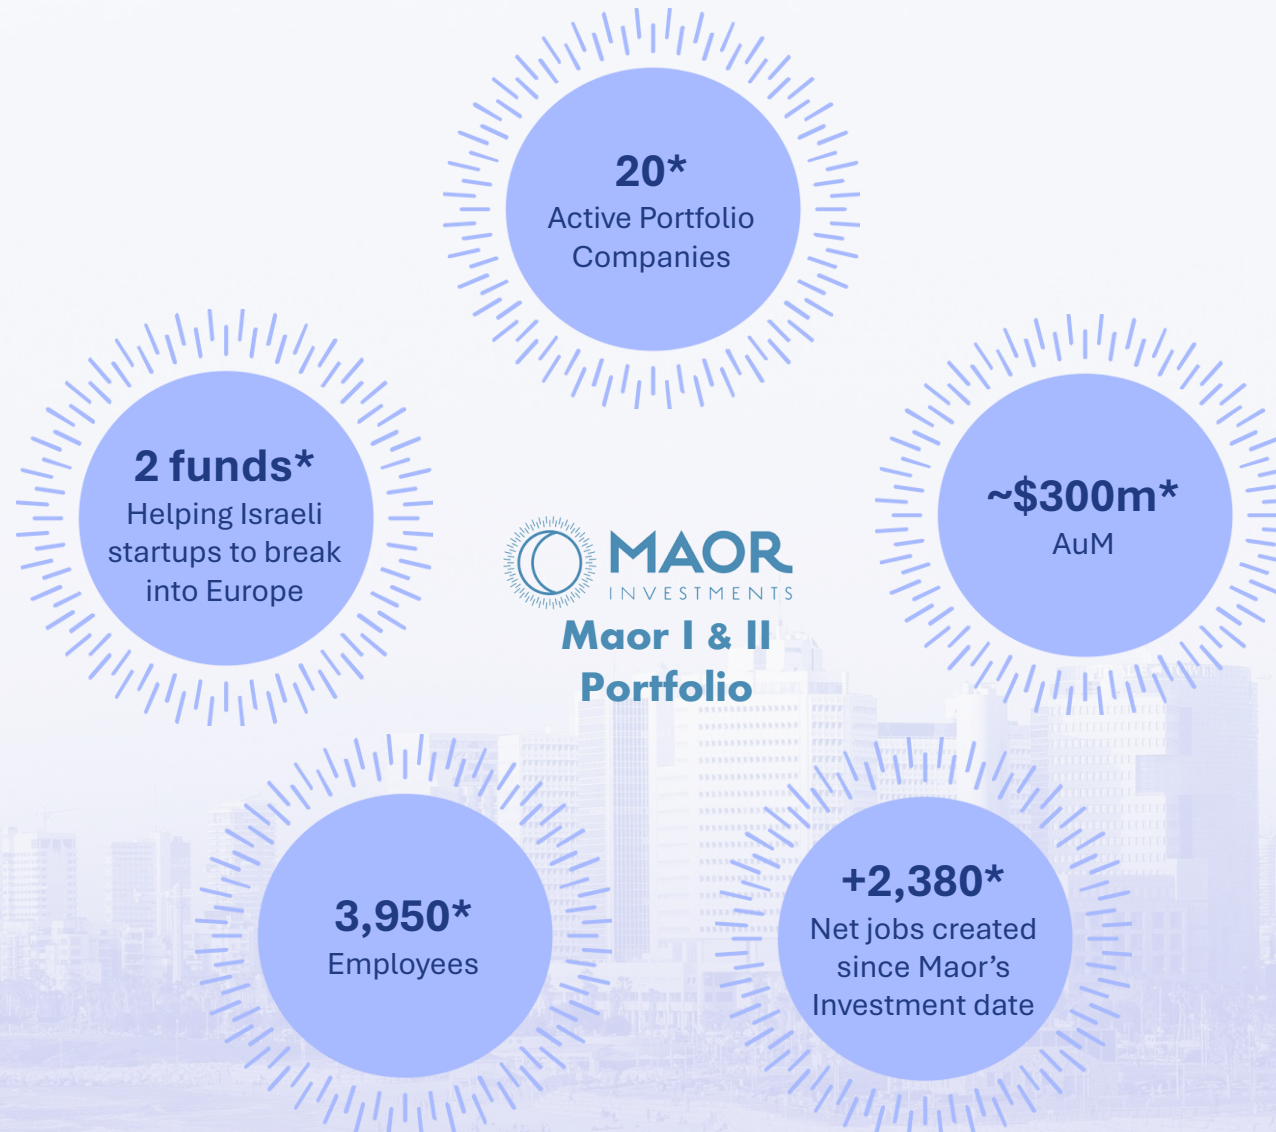 20*
Active Portfolio
Companies
2 funds*
Helping Israeli
startups to break
into Europe
~$300m*
AuM
MAOR
INVESTMENTS
Maor I & II
Portfolio
3,950*
Employees
+2,380*
Net jobs created
since Maor’s
Investment date